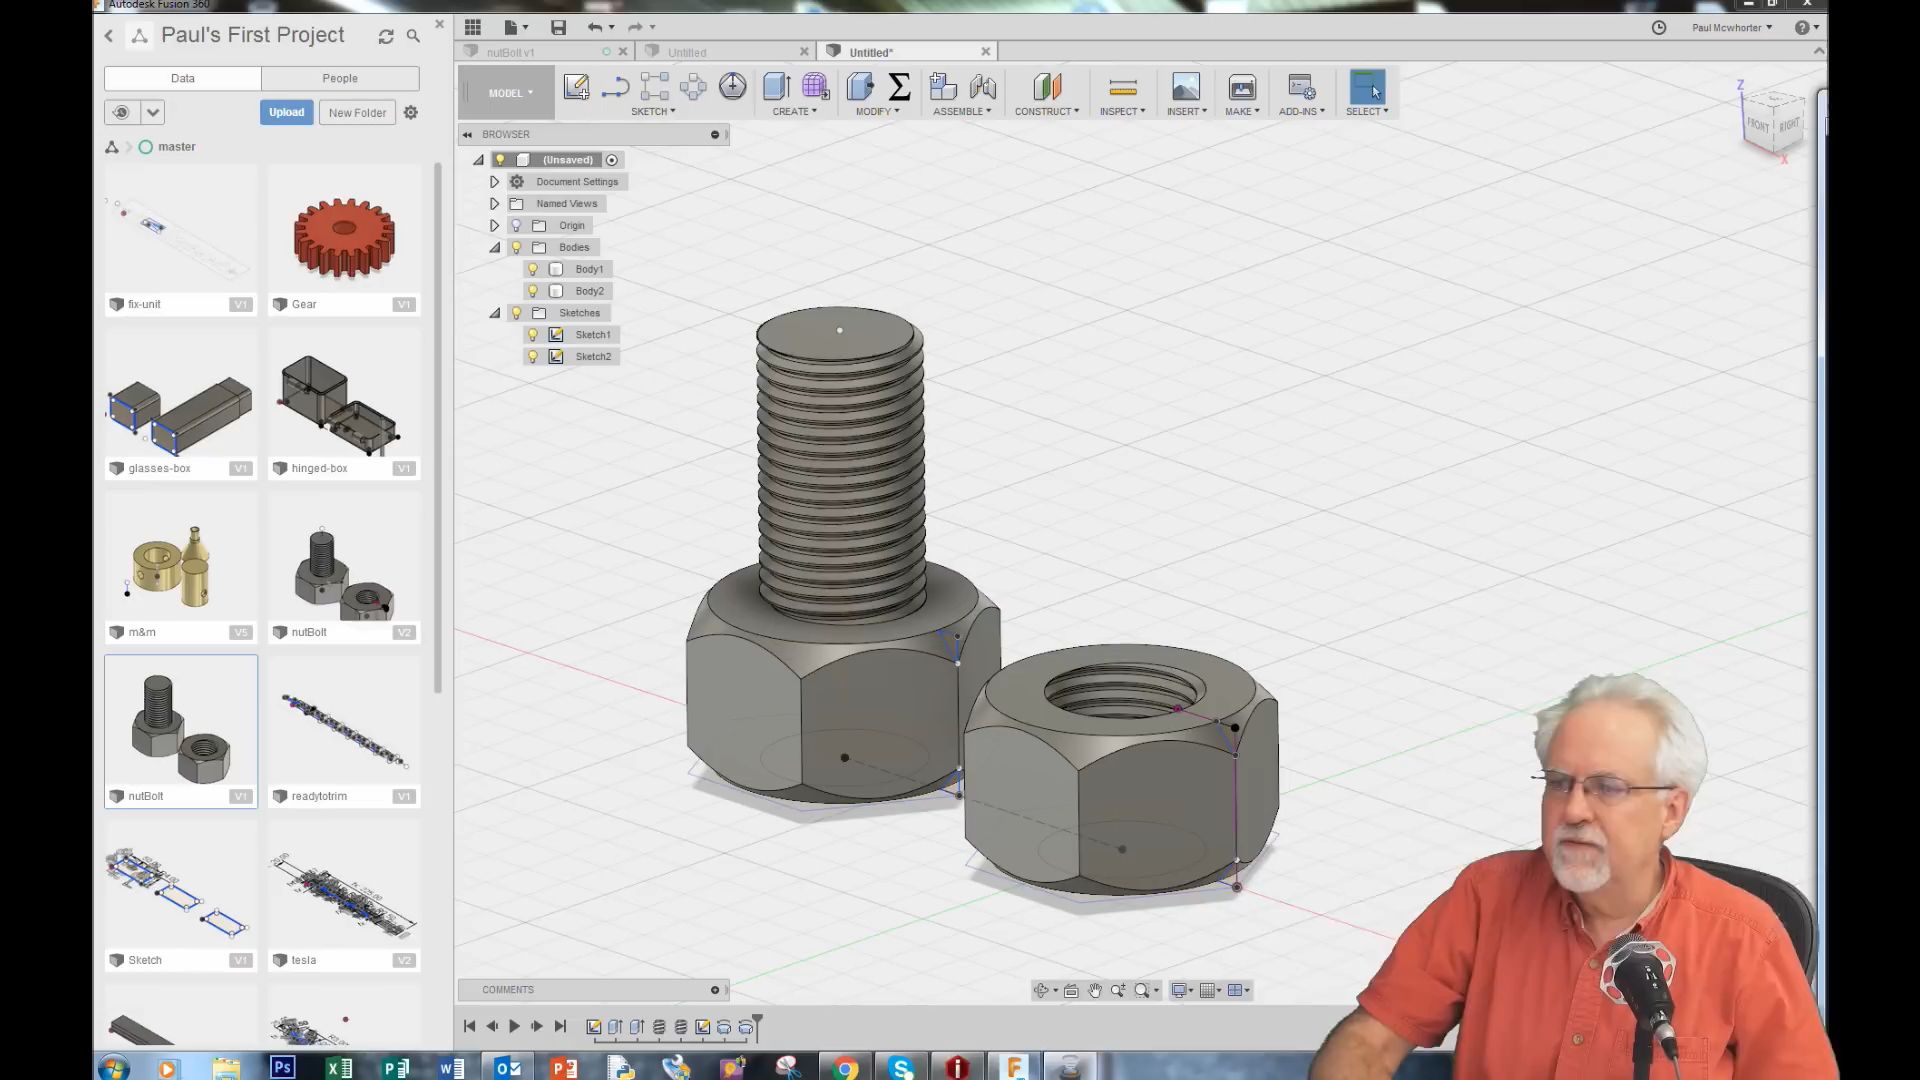 Autodesk Fusion 360
Paul's First Project
Data
People
Upload
New Folder
master
fix-unit V1
Gear V1
glasses-box V1
hinged-box V1
m&m V5
nutBolt V2
nutBolt V1
readytotrim V1
Sketch V1
tesla V2
Paul Mcwhorter
nutBolt v1
Untitled
Untitled*
MODEL
SKETCH
CREATE
MODIFY
ASSEMBLE
CONSTRUCT
INSPECT
INSERT
MAKE
ADD-INS
SELECT
BROWSER
(Unsaved)
Document Settings
Named Views
Origin
Bodies
Body1
Body2
Sketches
Sketch1
Sketch2
Z
FRONT
RIGHT
X
COMMENTS
Ps